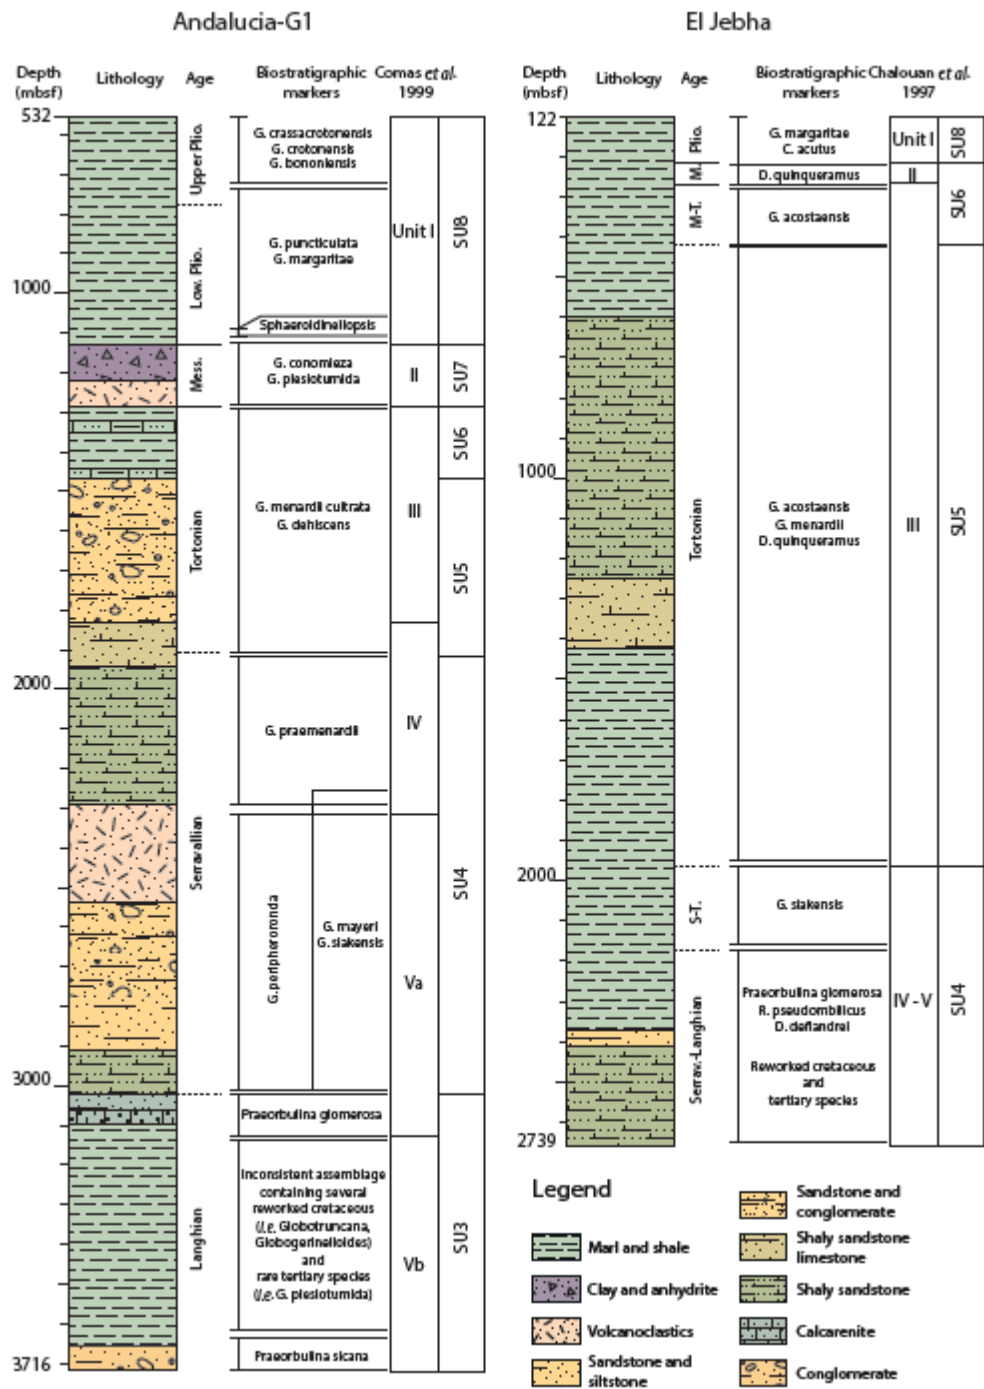 Andalucia-G1
Depth
(mbsf)
Lithology
Age
Biostratigraphic
markers
Comas et al.
1999
532
1000
2000
3000
3716
Upper Plio.
Low. Plio.
Mess.
Tortonian
Serravallian
Langhian
G. crassacrotonensis
G. crotonensis
G. bononiensis
G. puncticulata
G. margaritae
Sphaeroidinellopsis
G. conomieza
G. plesiotumida
G. menardii cultrata
G. dehiscens
G. praemenardii
G. peripheroronda
G. mayeri
G. siakensis
Praeorbulina glomerosa
Inconsistent assemblage
containing several
reworked cretaceous
(i.e. Globotruncana,
Globogerinelloides)
and
rare tertiary species
(i.e. G. plesiotumida)
Praeorbulina sicana
Unit I
II
III
IV
Va
Vb
SU8
SU7
SU6
SU5
SU4
SU3
El Jebha
Depth
(mbsf)
Lithology
Age
Biostratigraphic
markers
Chalouan et al.
1997
122
1000
2000
2739
Plio.
M.
M-T.
Tortonian
S-T.
Serrav.-Langhian
G. margaritae
C. acutus
D. quinqueramus
G. acostaensis
G. acostaensis
G. menardii
D. quinqueramus
G. siakensis
Praeorbulina glomerosa
R. pseudombilicus
D. deflandrei
Reworked cretaceous
and
tertiary species
Unit I
II
III
IV - V
SU8
SU6
SU5
SU4
Legend
Marl and shale
Clay and anhydrite
Volcanoclastics
Sandstone and
siltstone
Sandstone and
conglomerate
Shaly sandstone
limestone
Shaly sandstone
Calcarenite
Conglomerate